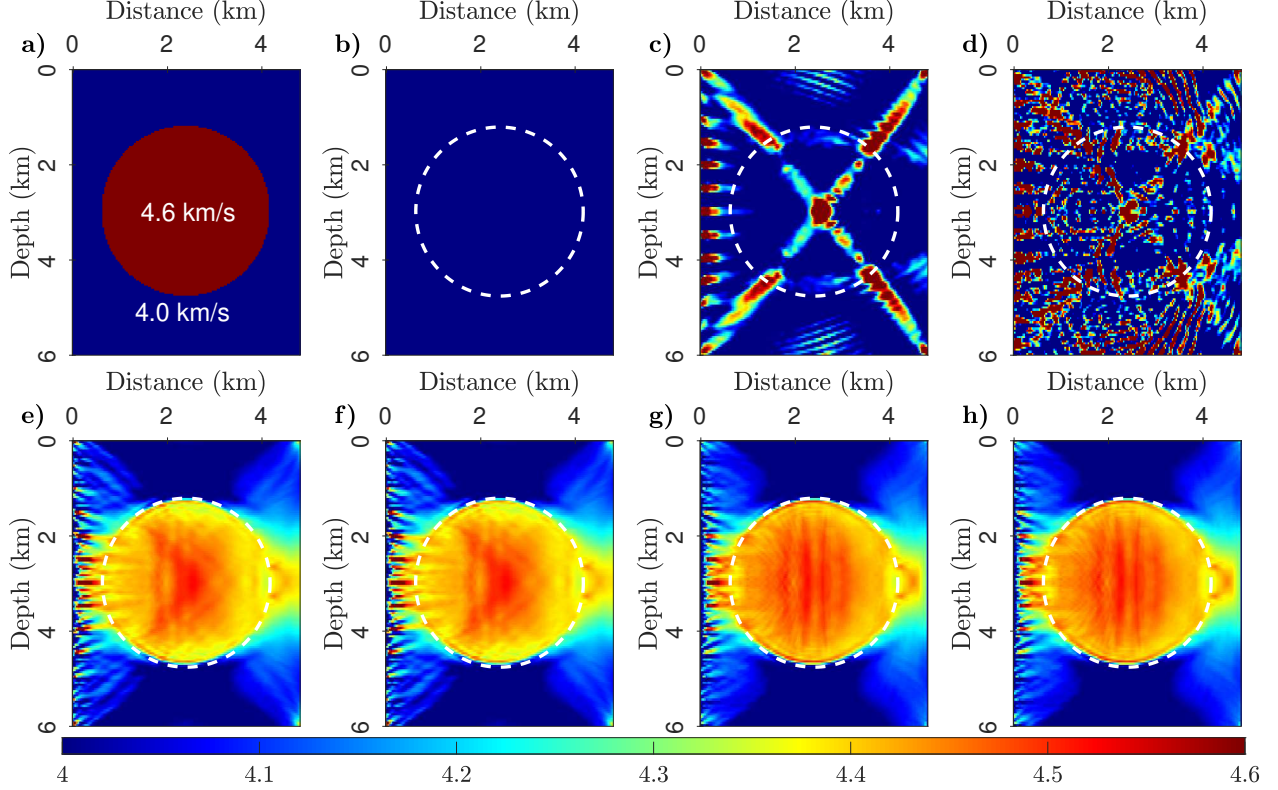 Distance (km) Distance (km) Distance (km) Distance (km)
a) 0 2 4 b) 0 2 4 c) 0 2 4 d) 0 2 4
0 0 0 0
Depth (km) 2 Depth (km) 2 Depth (km) 2 Depth (km) 2
4.6 km/s
4 4 4 4
4.0 km/s
6 6 6 6
Distance (km) Distance (km) Distance (km) Distance (km)
e) 0 2 4 f) 0 2 4 g) 0 2 4 h) 0 2 4
0 0 0 0
Depth (km) 2 Depth (km) 2 Depth (km) 2 Depth (km) 2
4 4 4 4
6 6 6 6
4 4.1 4.2 4.3 4.4 4.5 4.6